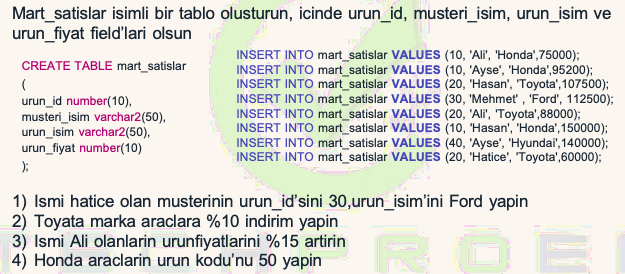 Mart_satislar isimli bir tablo olusturun, icinde urun_id, musteri_isim, urun_isim ve
urun_fiyat field'lari olsun
CREATE TABLE mart_satislar
(
urun_id number(10),
musteri_isim varchar2(50),
urun_isim varchar2(50),
urun_fiyat number(10)
);
INSERT INTO mart_satislar VALUES (10, 'Ali', 'Honda',75000);
INSERT INTO mart_satislar VALUES (10, 'Ayse', 'Honda',95200);
INSERT INTO mart_satislar VALUES (20, 'Hasan', 'Toyota',107500);
INSERT INTO mart_satislar VALUES (30, 'Mehmet' , 'Ford', 112500);
INSERT INTO mart_satislar VALUES (20, 'Ali', 'Toyota',88000);
INSERT INTO mart_satislar VALUES (10, 'Hasan', 'Honda',150000);
INSERT INTO mart_satislar VALUES (40, 'Ayse', 'Hyundai',140000);
INSERT INTO mart_satislar VALUES (20, 'Hatice', 'Toyota',60000);
1) Ismi hatice olan musterinin urun_id'sini 30,urun_isim'ini Ford yapin
2) Toyata marka araclara %10 indirim yapin
3) Ismi Ali olanlarin urunfiyatlarini %15 artirin
4) Honda araclarin urun kodu'nu 50 yapin